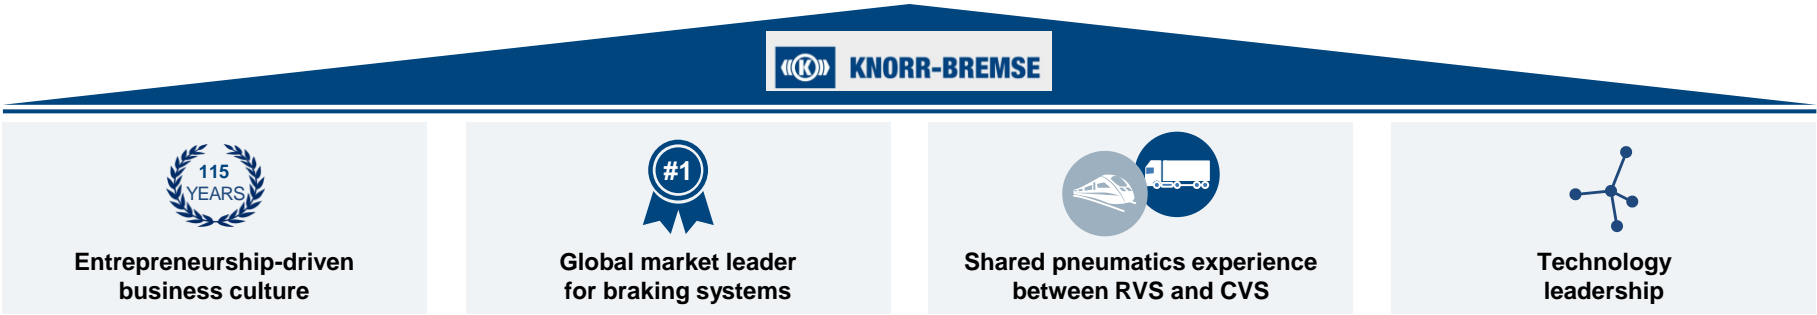 K KNORR-BREMSE
115
YEARS
Entrepreneurship-driven
business culture
#1
Global market leader
for braking systems
Shared pneumatics experience
between RVS and CVS
Technology
leadership